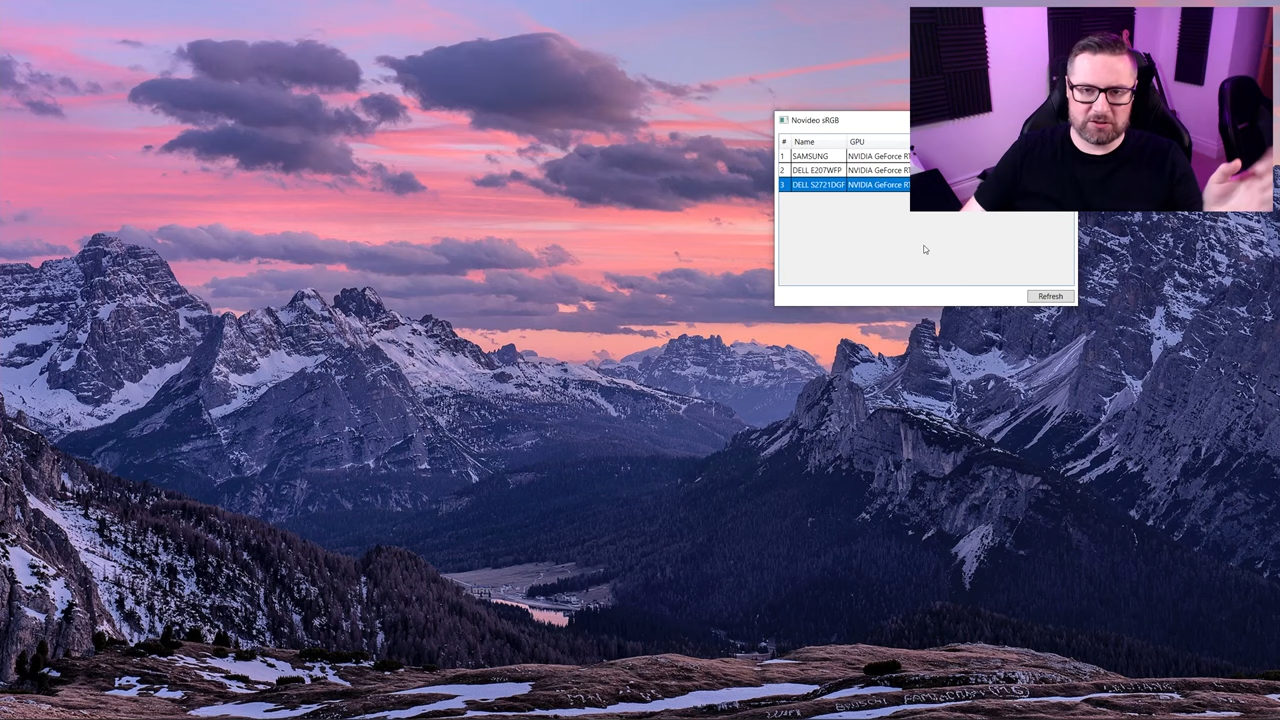 Novideo sRGB
# Name GPU
1 SAMSUNG NVIDIA GeForce RT
2 DELL E207WFP NVIDIA GeForce RT
3 DELL S2721DGF NVIDIA GeForce RT
Refresh